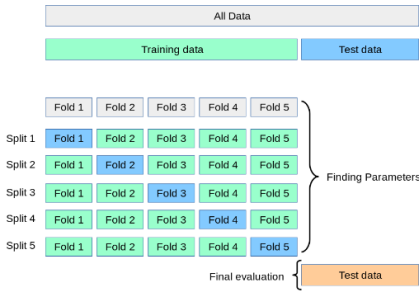 All Data
Training data Test data
Fold 1 Fold 2 Fold 3 Fold 4 Fold 5
Split 1 Fold 1 Fold 2 Fold 3 Fold 4 Fold 5
Split 2 Fold 1 Fold 2 Fold 3 Fold 4 Fold 5
Finding Parameters
Split 3 Fold 1 Fold 2 Fold 3 Fold 4 Fold 5
Split 4 Fold 1 Fold 2 Fold 3 Fold 4 Fold 5
Split 5 Fold 1 Fold 2 Fold 3 Fold 4 Fold 5
Final evaluation Test data